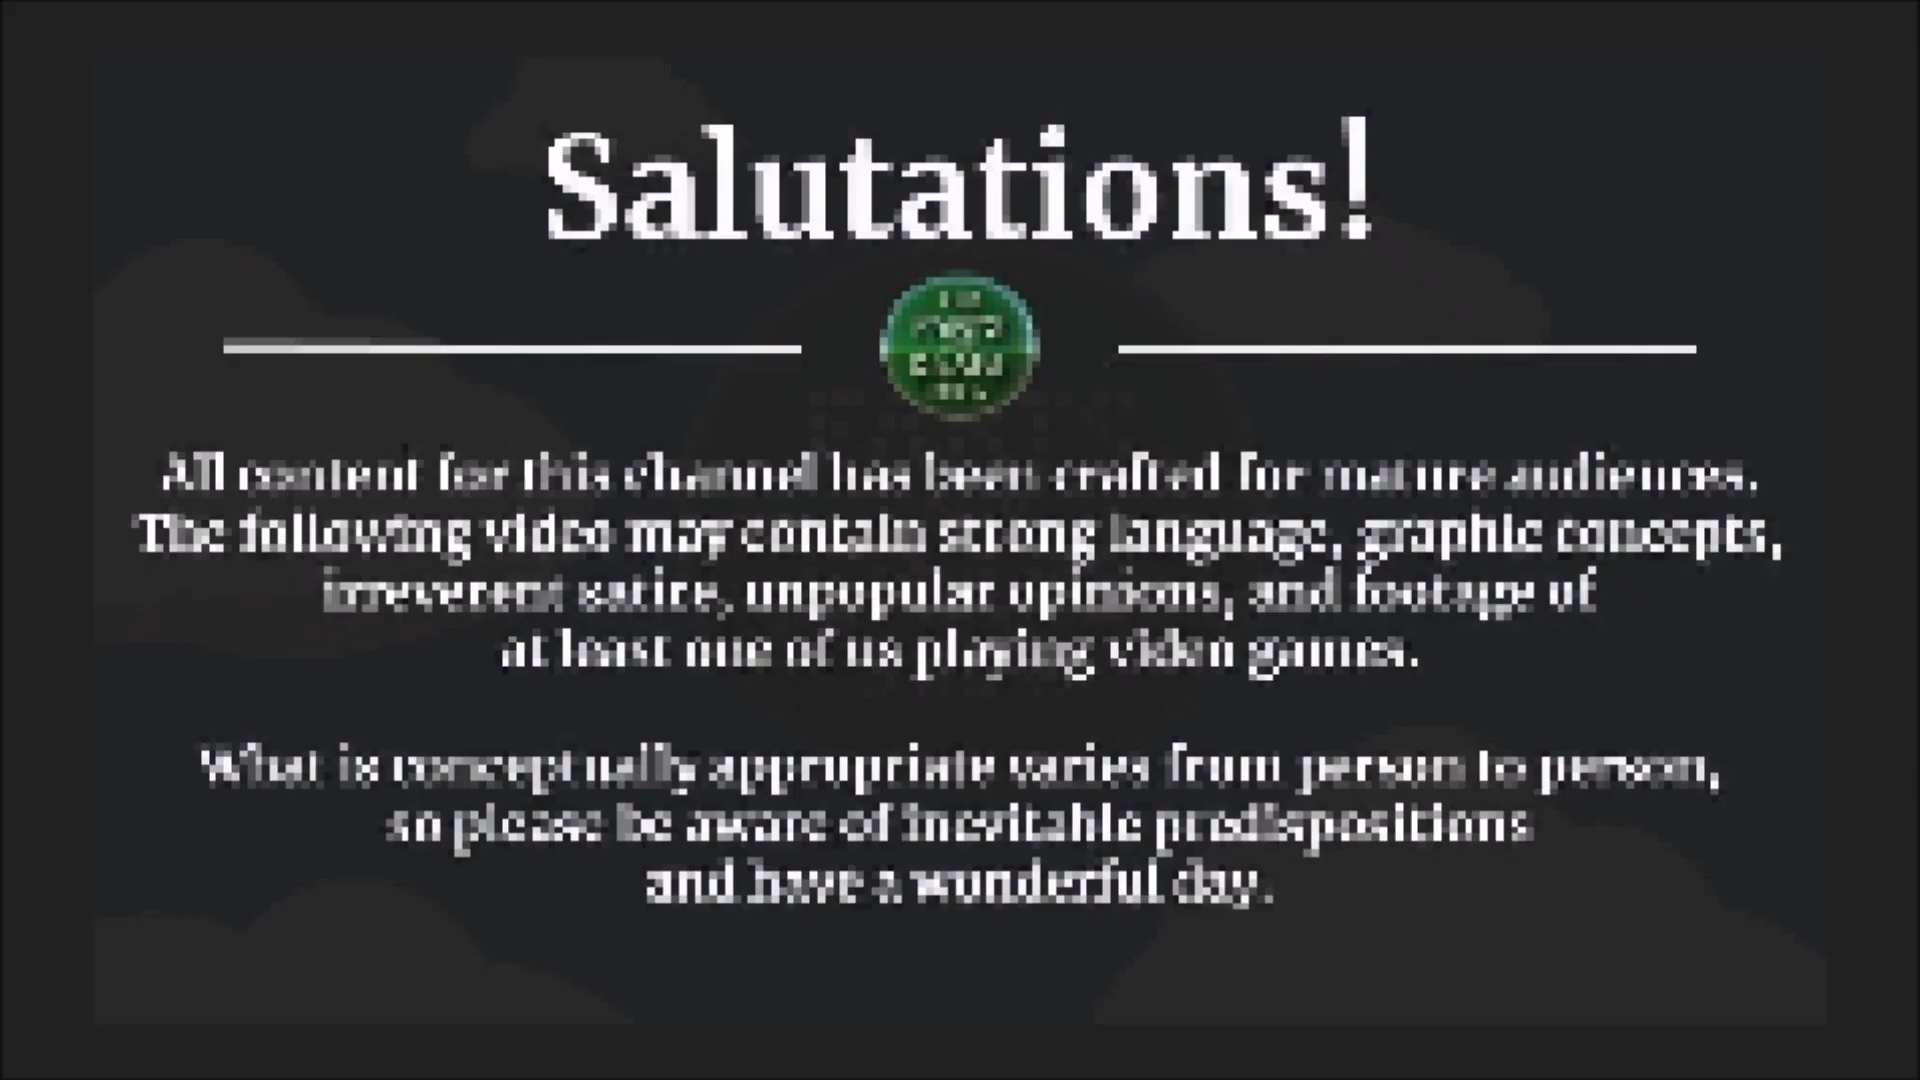 Salutations!
All content for this channel has been crafted for mature audiences.
The following video may contain strong language, graphic concepts,
irreverent satire, unpopular opinions, and footage of
at least one of us playing video games.
What is conceptually appropriate varies from person to person,
so please be aware of inevitable predispositions
and have a wonderful day.